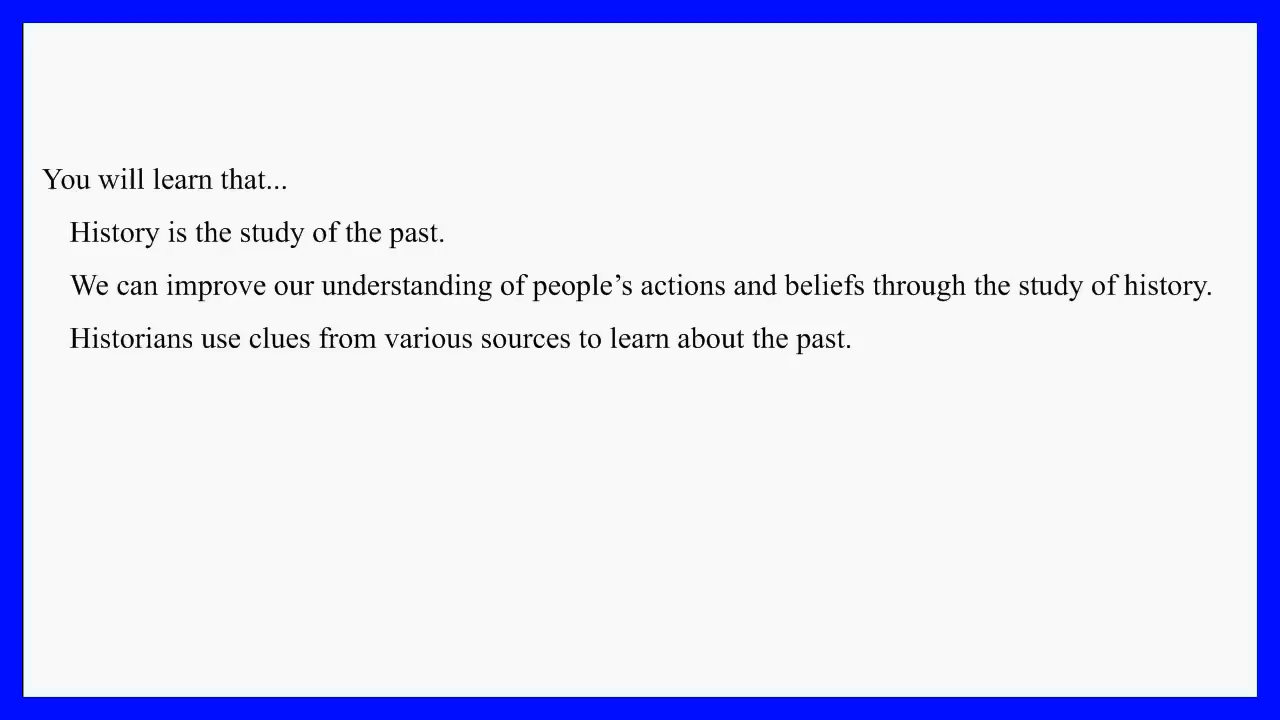 You will learn that...
History is the study of the past.
We can improve our understanding of people’s actions and beliefs through the study of history.
Historians use clues from various sources to learn about the past.